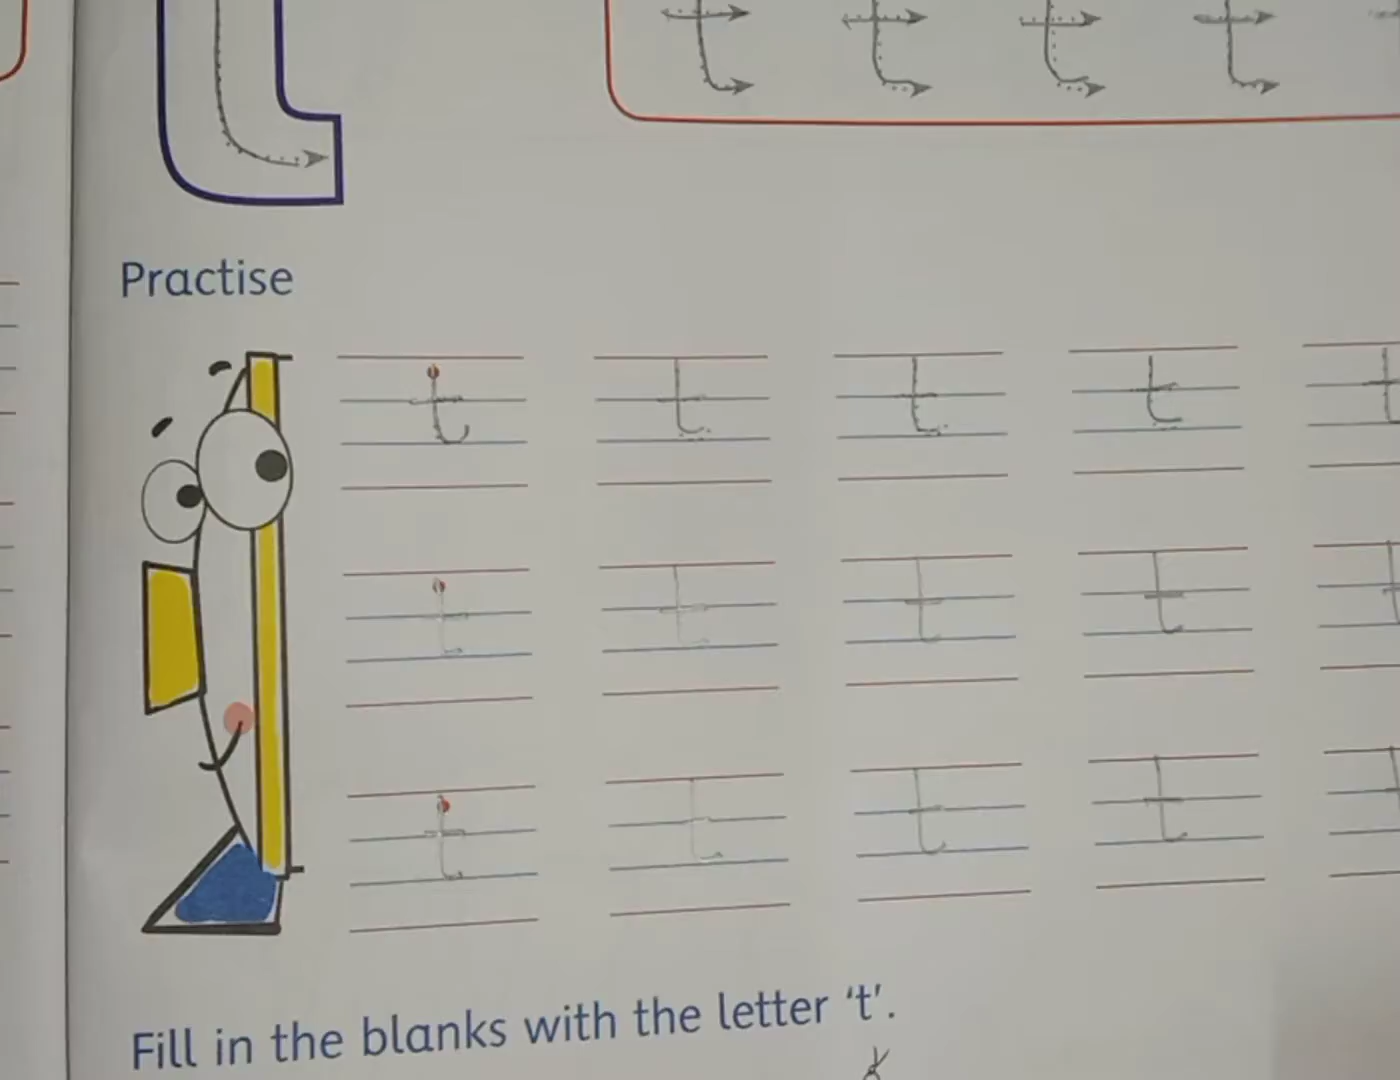 t t t t
Practise
t t t t t
t t t t t
t t t t t
Fill in the blanks with the letter ‘t’.